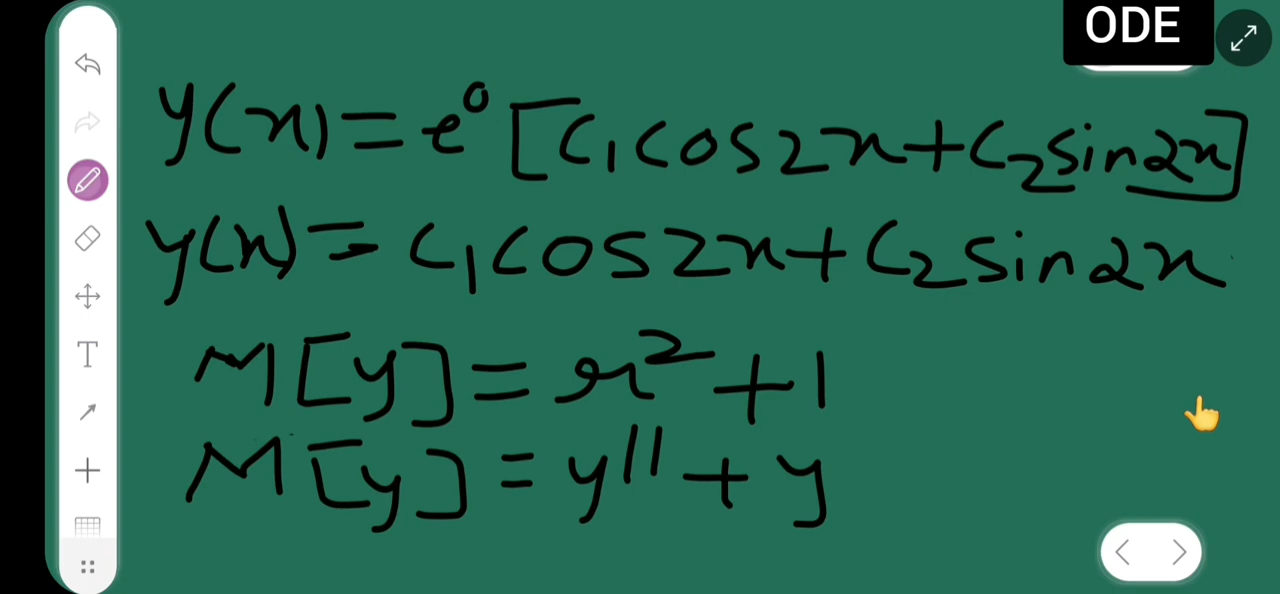 ODE
y(x) = e⁰ [C₁cos2x + C₂sin2x]
y(x) = C₁cos2x + C₂sin2x
M[y] = r² + 1
M[y] = y'' + y
T